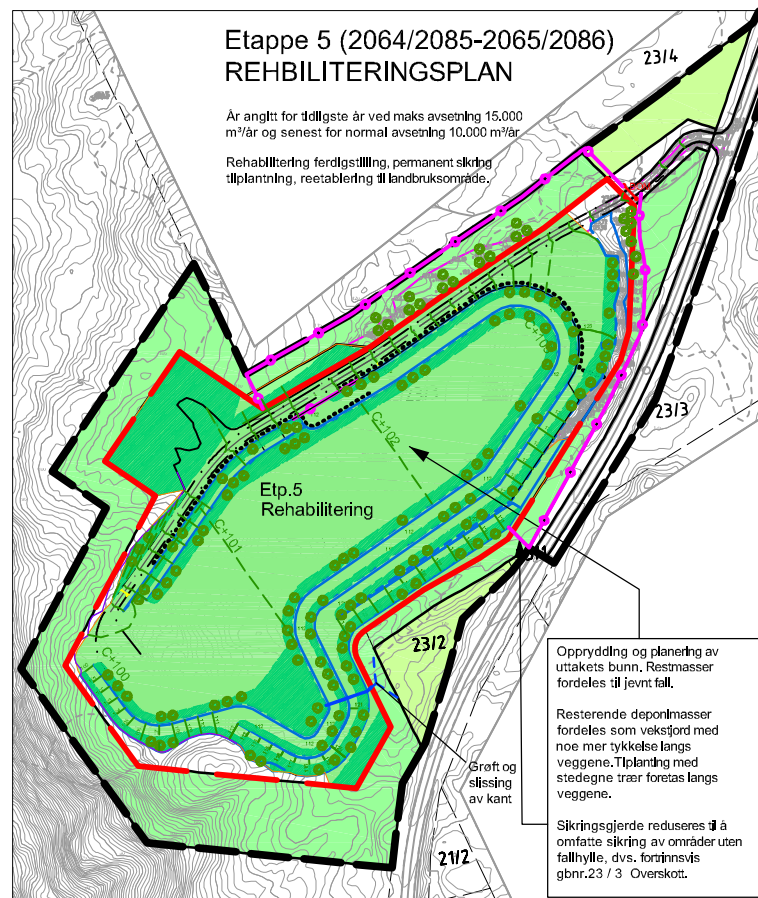 Etappe 5 (2064/2085-2065/2086)
REHBILITERINGSPLAN
År angitt for tidligste år ved maks avsetning 15.000
m³/år og senest for normal avsetning 10.000 m³/år
Rehabilitering ferdigstilling, permanent sikring
tilplantning, reetablering til landbruksområde.
23/4
23/3
C+102
Etp.5
Rehabilitering
C+101
C+100
23/2
Grøft og
slissing
av kant
21/2
Opprydding og planering av
uttakets bunn. Restmasser
fordeles til jevnt fall.
Resterende deponimasser
fordeles som vekstjord med
noe mer tykkelse langs
veggene.Tlplanting med
stedegne trær foretas langs
veggene.
Sikringsgjerde reduseres til å
omfatte sikring av områder uten
fallhylle, dvs. fortrinnsvis
gbnr.23 / 3 Overskott.